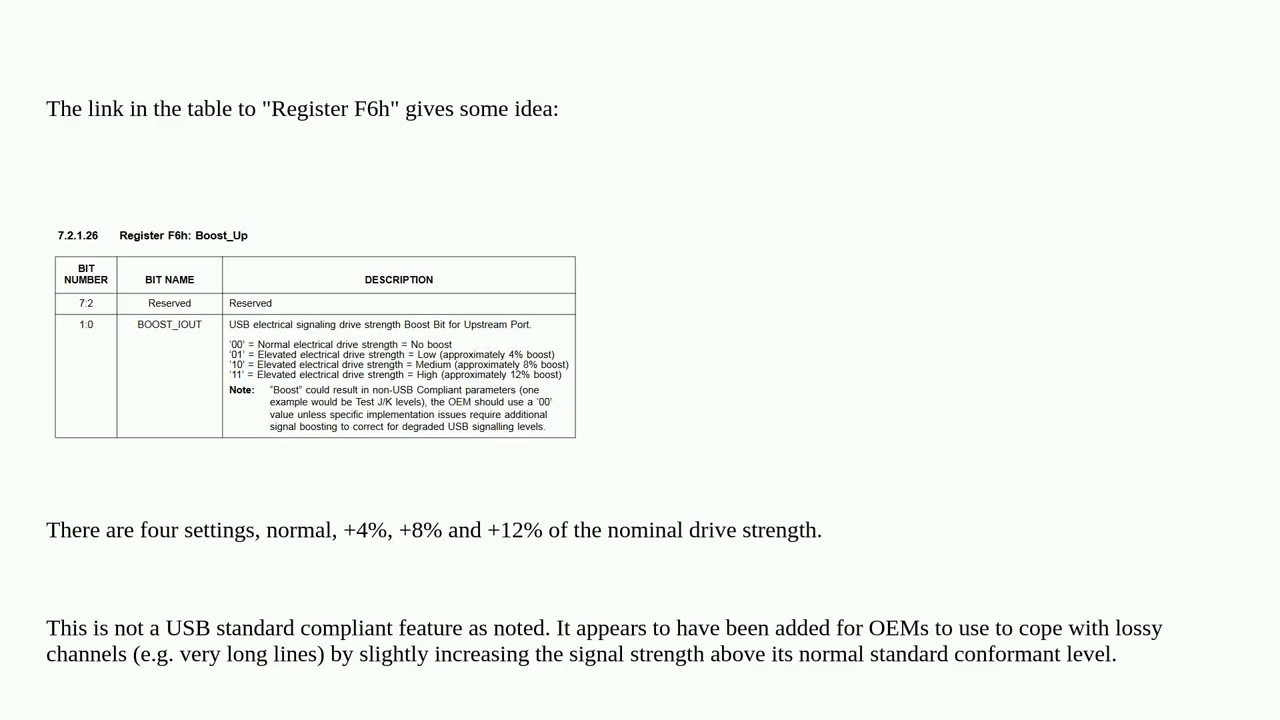 The link in the table to "Register F6h" gives some idea:
7.2.1.26 Register F6h: Boost_Up
BIT NUMBER BIT NAME DESCRIPTION
7:2 Reserved Reserved
1:0 BOOST_IOUT USB electrical signaling drive strength Boost Bit for Upstream Port.
'00' = Normal electrical drive strength = No boost
'01' = Elevated electrical drive strength = Low (approximately 4% boost)
'10' = Elevated electrical drive strength = Medium (approximately 8% boost)
'11' = Elevated electrical drive strength = High (approximately 12% boost)
Note: "Boost" could result in non-USB Compliant parameters (one
example would be Test J/K levels), the OEM should use a '00'
value unless specific implementation issues require additional
signal boosting to correct for degraded USB signalling levels.
There are four settings, normal, +4%, +8% and +12% of the nominal drive strength.
This is not a USB standard compliant feature as noted. It appears to have been added for OEMs to use to cope with lossy
channels (e.g. very long lines) by slightly increasing the signal strength above its normal standard conformant level.